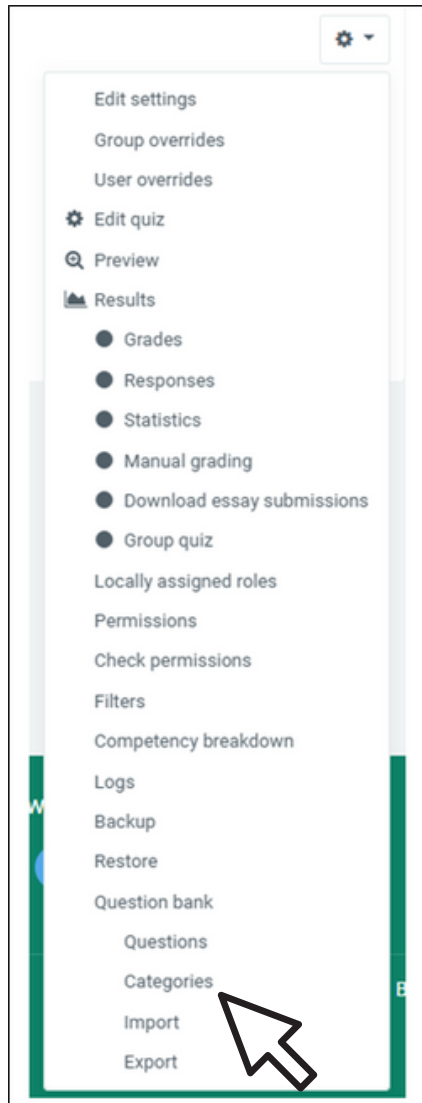 Edit settings
Group overrides
User overrides
Edit quiz
Preview
Results
Grades
Responses
Statistics
Manual grading
Download essay submissions
Group quiz
Locally assigned roles
Permissions
Check permissions
Filters
Competency breakdown
Logs
Backup
Restore
Question bank
Questions
Categories
Import
Export